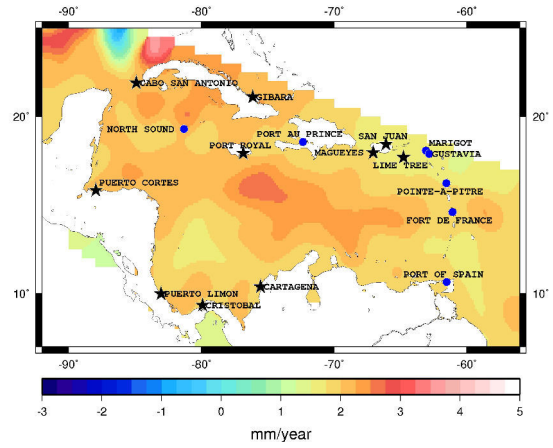 -90° -80° -70° -60°
CABO SAN ANTONIO
20° GIBARA 20°
NORTH SOUND PORT AU PRINCE SAN JUAN MARIGOT
PORT ROYAL MAGUEYES GUSTAVIA
LIME TREE
PUERTO CORTES POINTE-A-PITRE
FORT DE FRANCE
PORT OF SPAIN
10° PUERTO LIMON CARTAGENA 10°
CRISTOBAL
-90° -80° -70° -60°
-3 -2 -1 0 1 2 3 4 5
mm/year